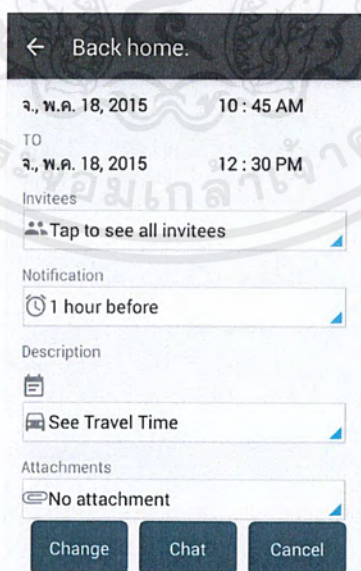 Back home.
จ., พ.ค. 18, 2015 10 : 45 AM
TO
จ., พ.ค. 18, 2015 12 : 30 PM
Invitees
Tap to see all invitees
Notification
1 hour before
Description
See Travel Time
Attachments
No attachment
Change Chat Cancel